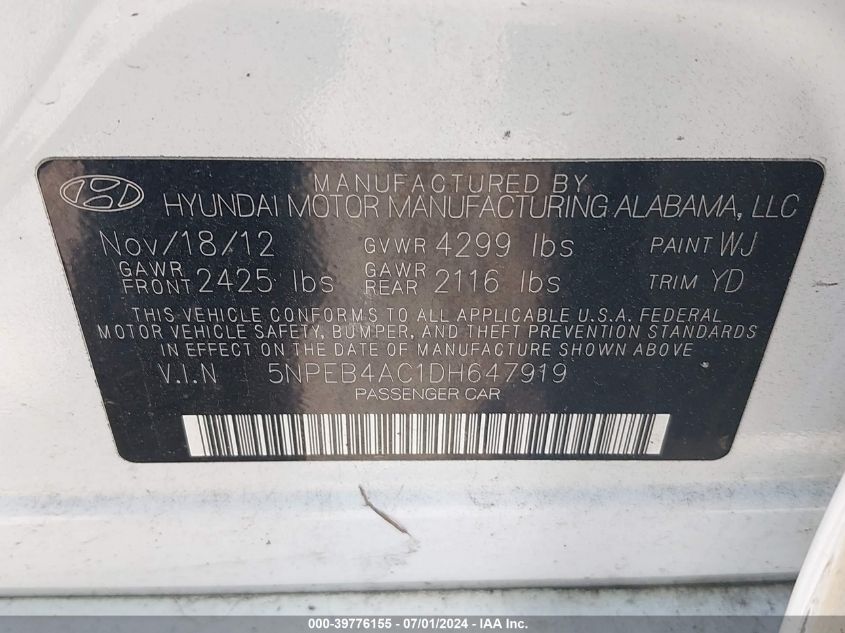 MANUFACTURED BY
HYUNDAI MOTOR MANUFACTURING ALABAMA, LLC
Nov/18/12 GVWR 4299 lbs PAINT WJ
GAWR FRONT 2425 lbs GAWR REAR 2116 lbs TRIM YD
THIS VEHICLE CONFORMS TO ALL APPLICABLE U.S.A. FEDERAL
MOTOR VEHICLE SAFETY, BUMPER, AND THEFT PREVENTION STANDARDS
IN EFFECT ON THE DATE OF MANUFACTURE SHOWN ABOVE
V.I.N 5NPEB4AC1DH647919
PASSENGER CAR
000-39776155 - 07/01/2024 - IAA Inc.